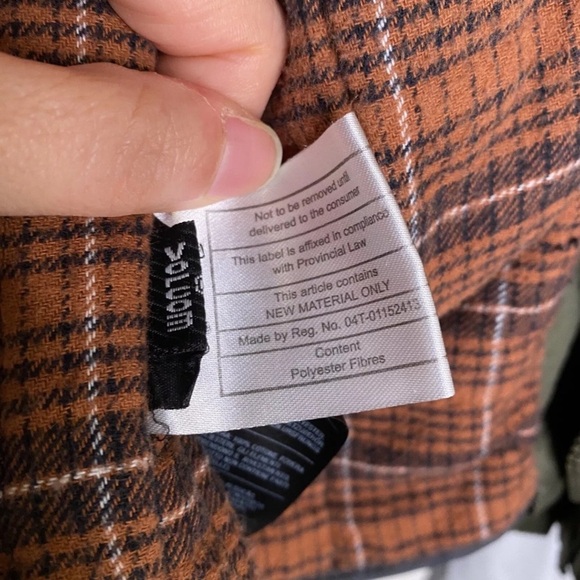 Not to be removed until
delivered to the consumer
This label is affixed in compliance
with Provincial Law
This article contains
NEW MATERIAL ONLY
Made by Reg. No. 04T-01152413
Content
Polyester Fibres
VOLCOM